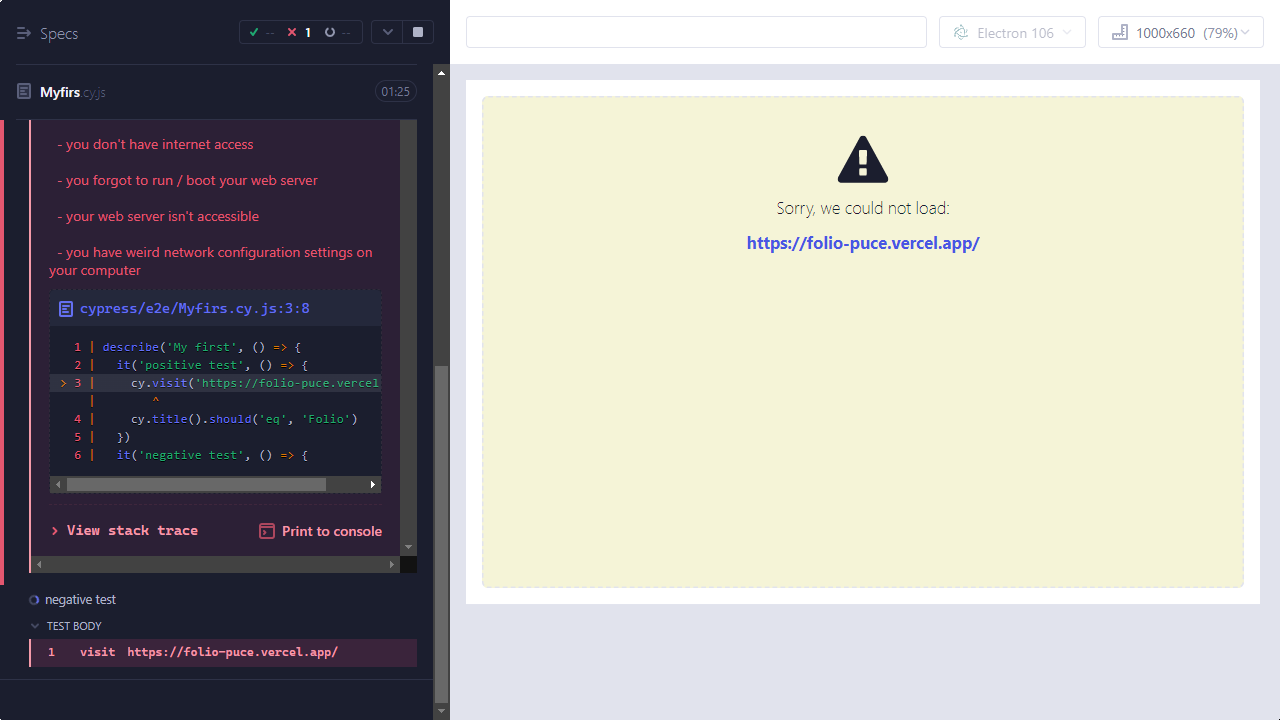 Specs
-- 1 --
Electron 106
1000x660 (79%)
Myfirs.cy.js
01:25
- you don't have internet access
- you forgot to run / boot your web server
- your web server isn't accessible
- you have weird network configuration settings on
your computer
cypress/e2e/Myfirs.cy.js:3:8
1 | describe('My first', () => {
2 | it('positive test', () => {
> 3 | cy.visit('https://folio-puce.vercel
| ^
4 | cy.title().should('eq', 'Folio')
5 | })
6 | it('negative test', () => {
View stack trace
Print to console
negative test
TEST BODY
1 visit https://folio-puce.vercel.app/
Sorry, we could not load:
https://folio-puce.vercel.app/